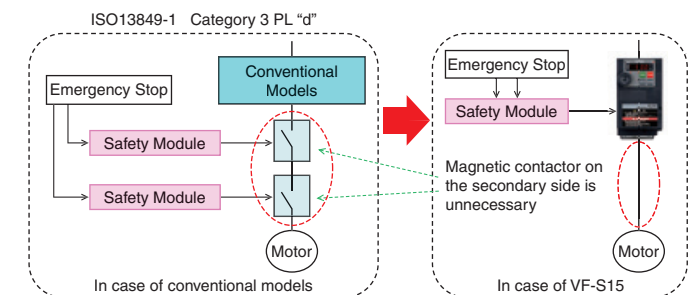 ISO13849-1 Category 3 PL “d”
Conventional
Models
Emergency Stop
Safety Module
Safety Module
Motor
In case of conventional models
Emergency Stop
Safety Module
Magnetic contactor on
the secondary side is
unnecessary
Motor
In case of VF-S15